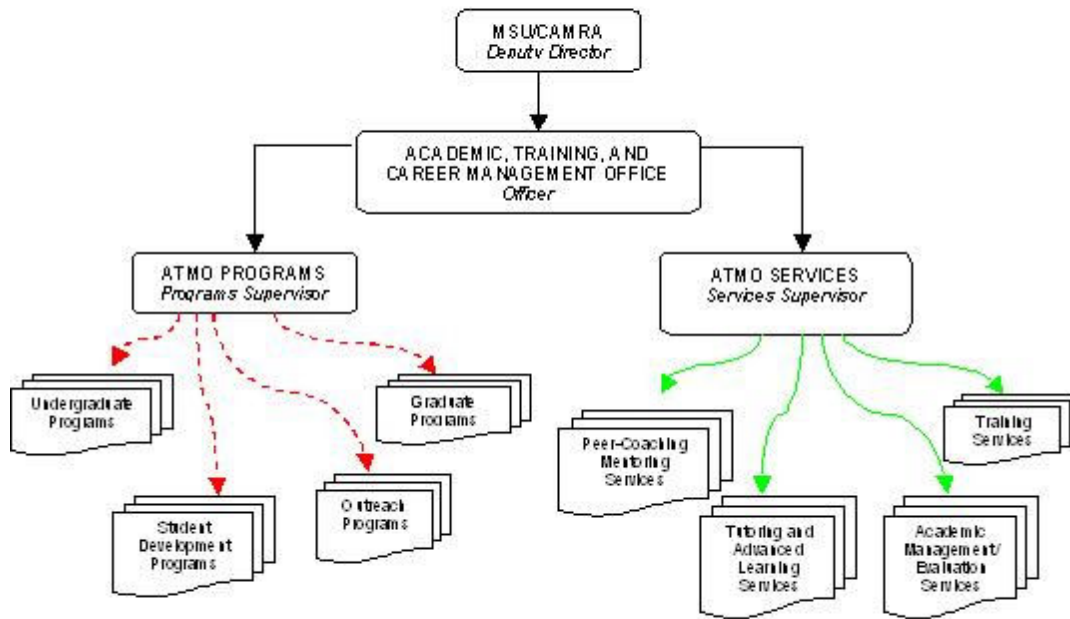 MSU/CAMRA
Deputy Director
ACADEMIC, TRAINING, AND
CAREER MANAGEMENT OFFICE
Officer
ATMO PROGRAMS
Programs Supervisor
ATMO SERVICES
Services Supervisor
Undergraduate
Programs
Graduate
Programs
Student
Development
Programs
Outreach
Programs
Peer-Coaching
Mentoring
Services
Training
Services
Tutoring and
Advanced
Learning
Services
Academic
Management/
Evaluation
Services